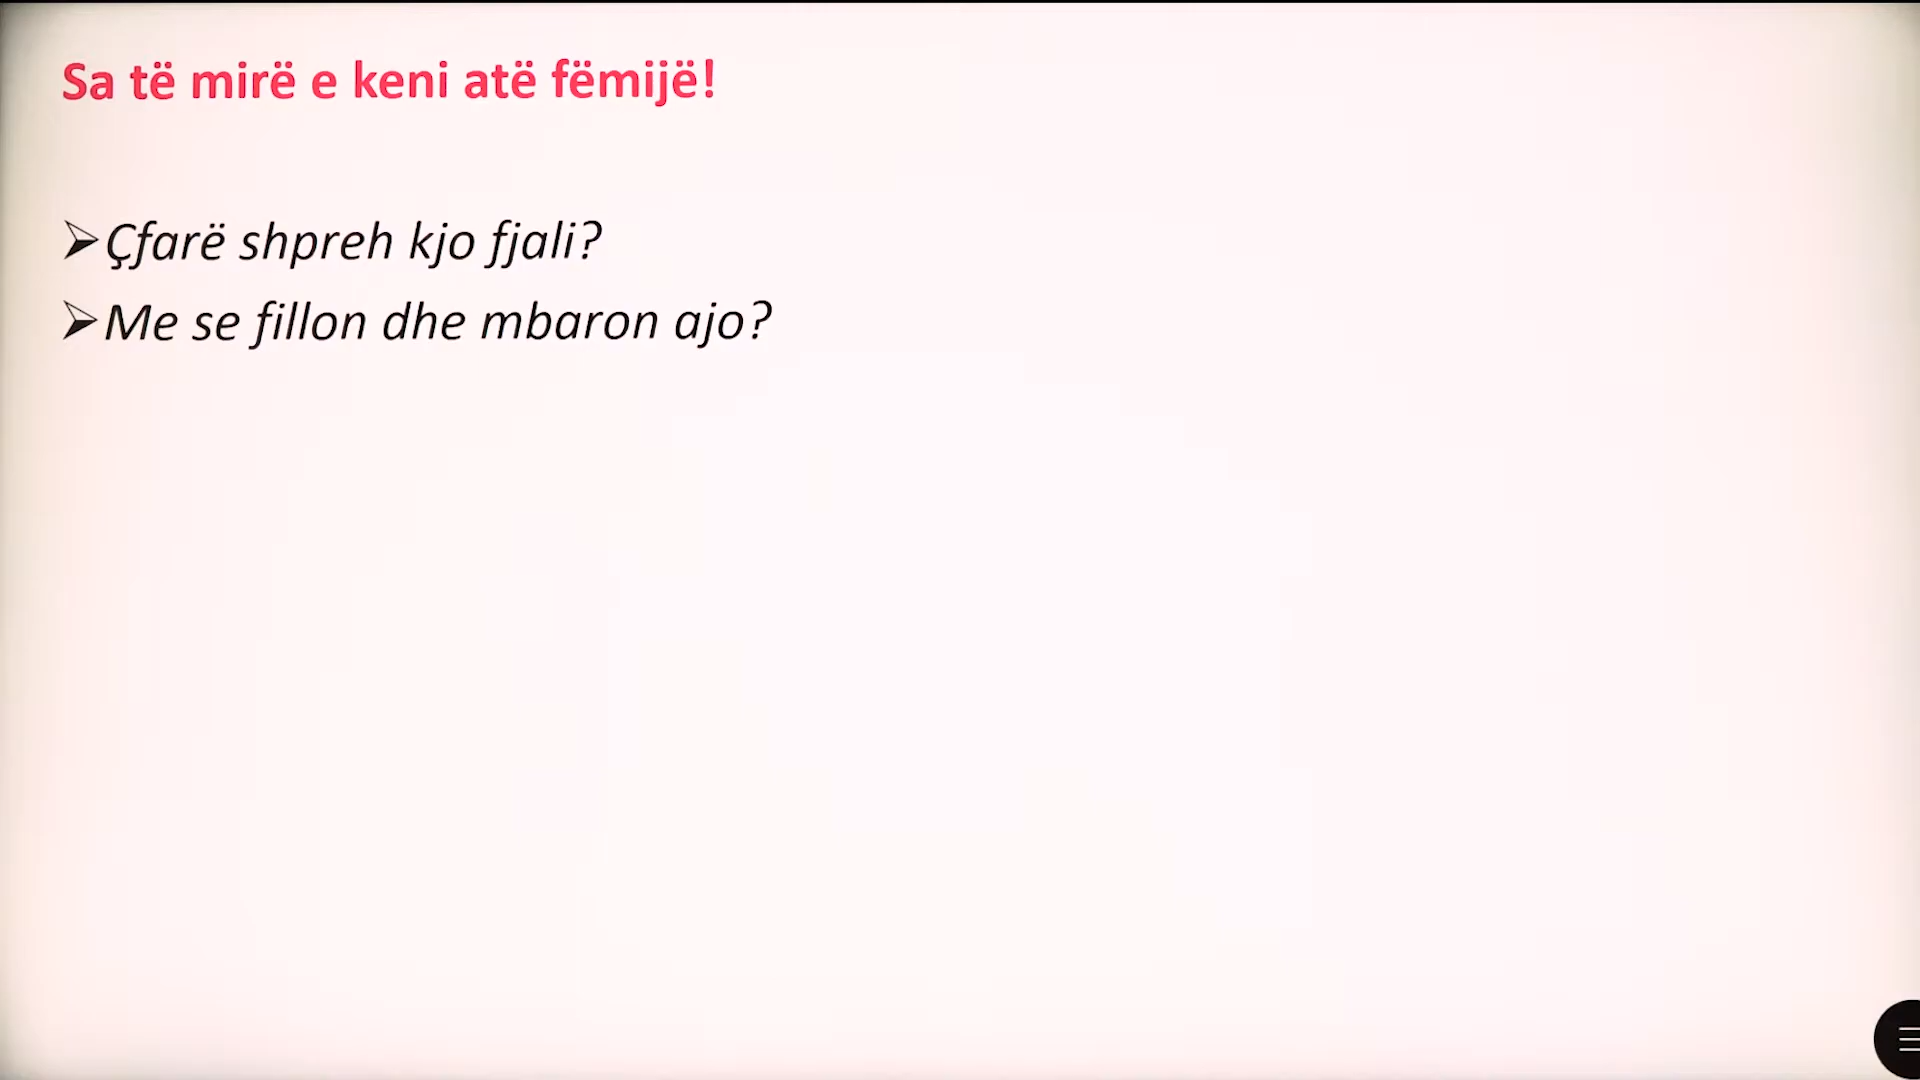 Sa të mirë e keni atë fëmijë!
Çfarë shpreh kjo fjali?
Me se fillon dhe mbaron ajo?